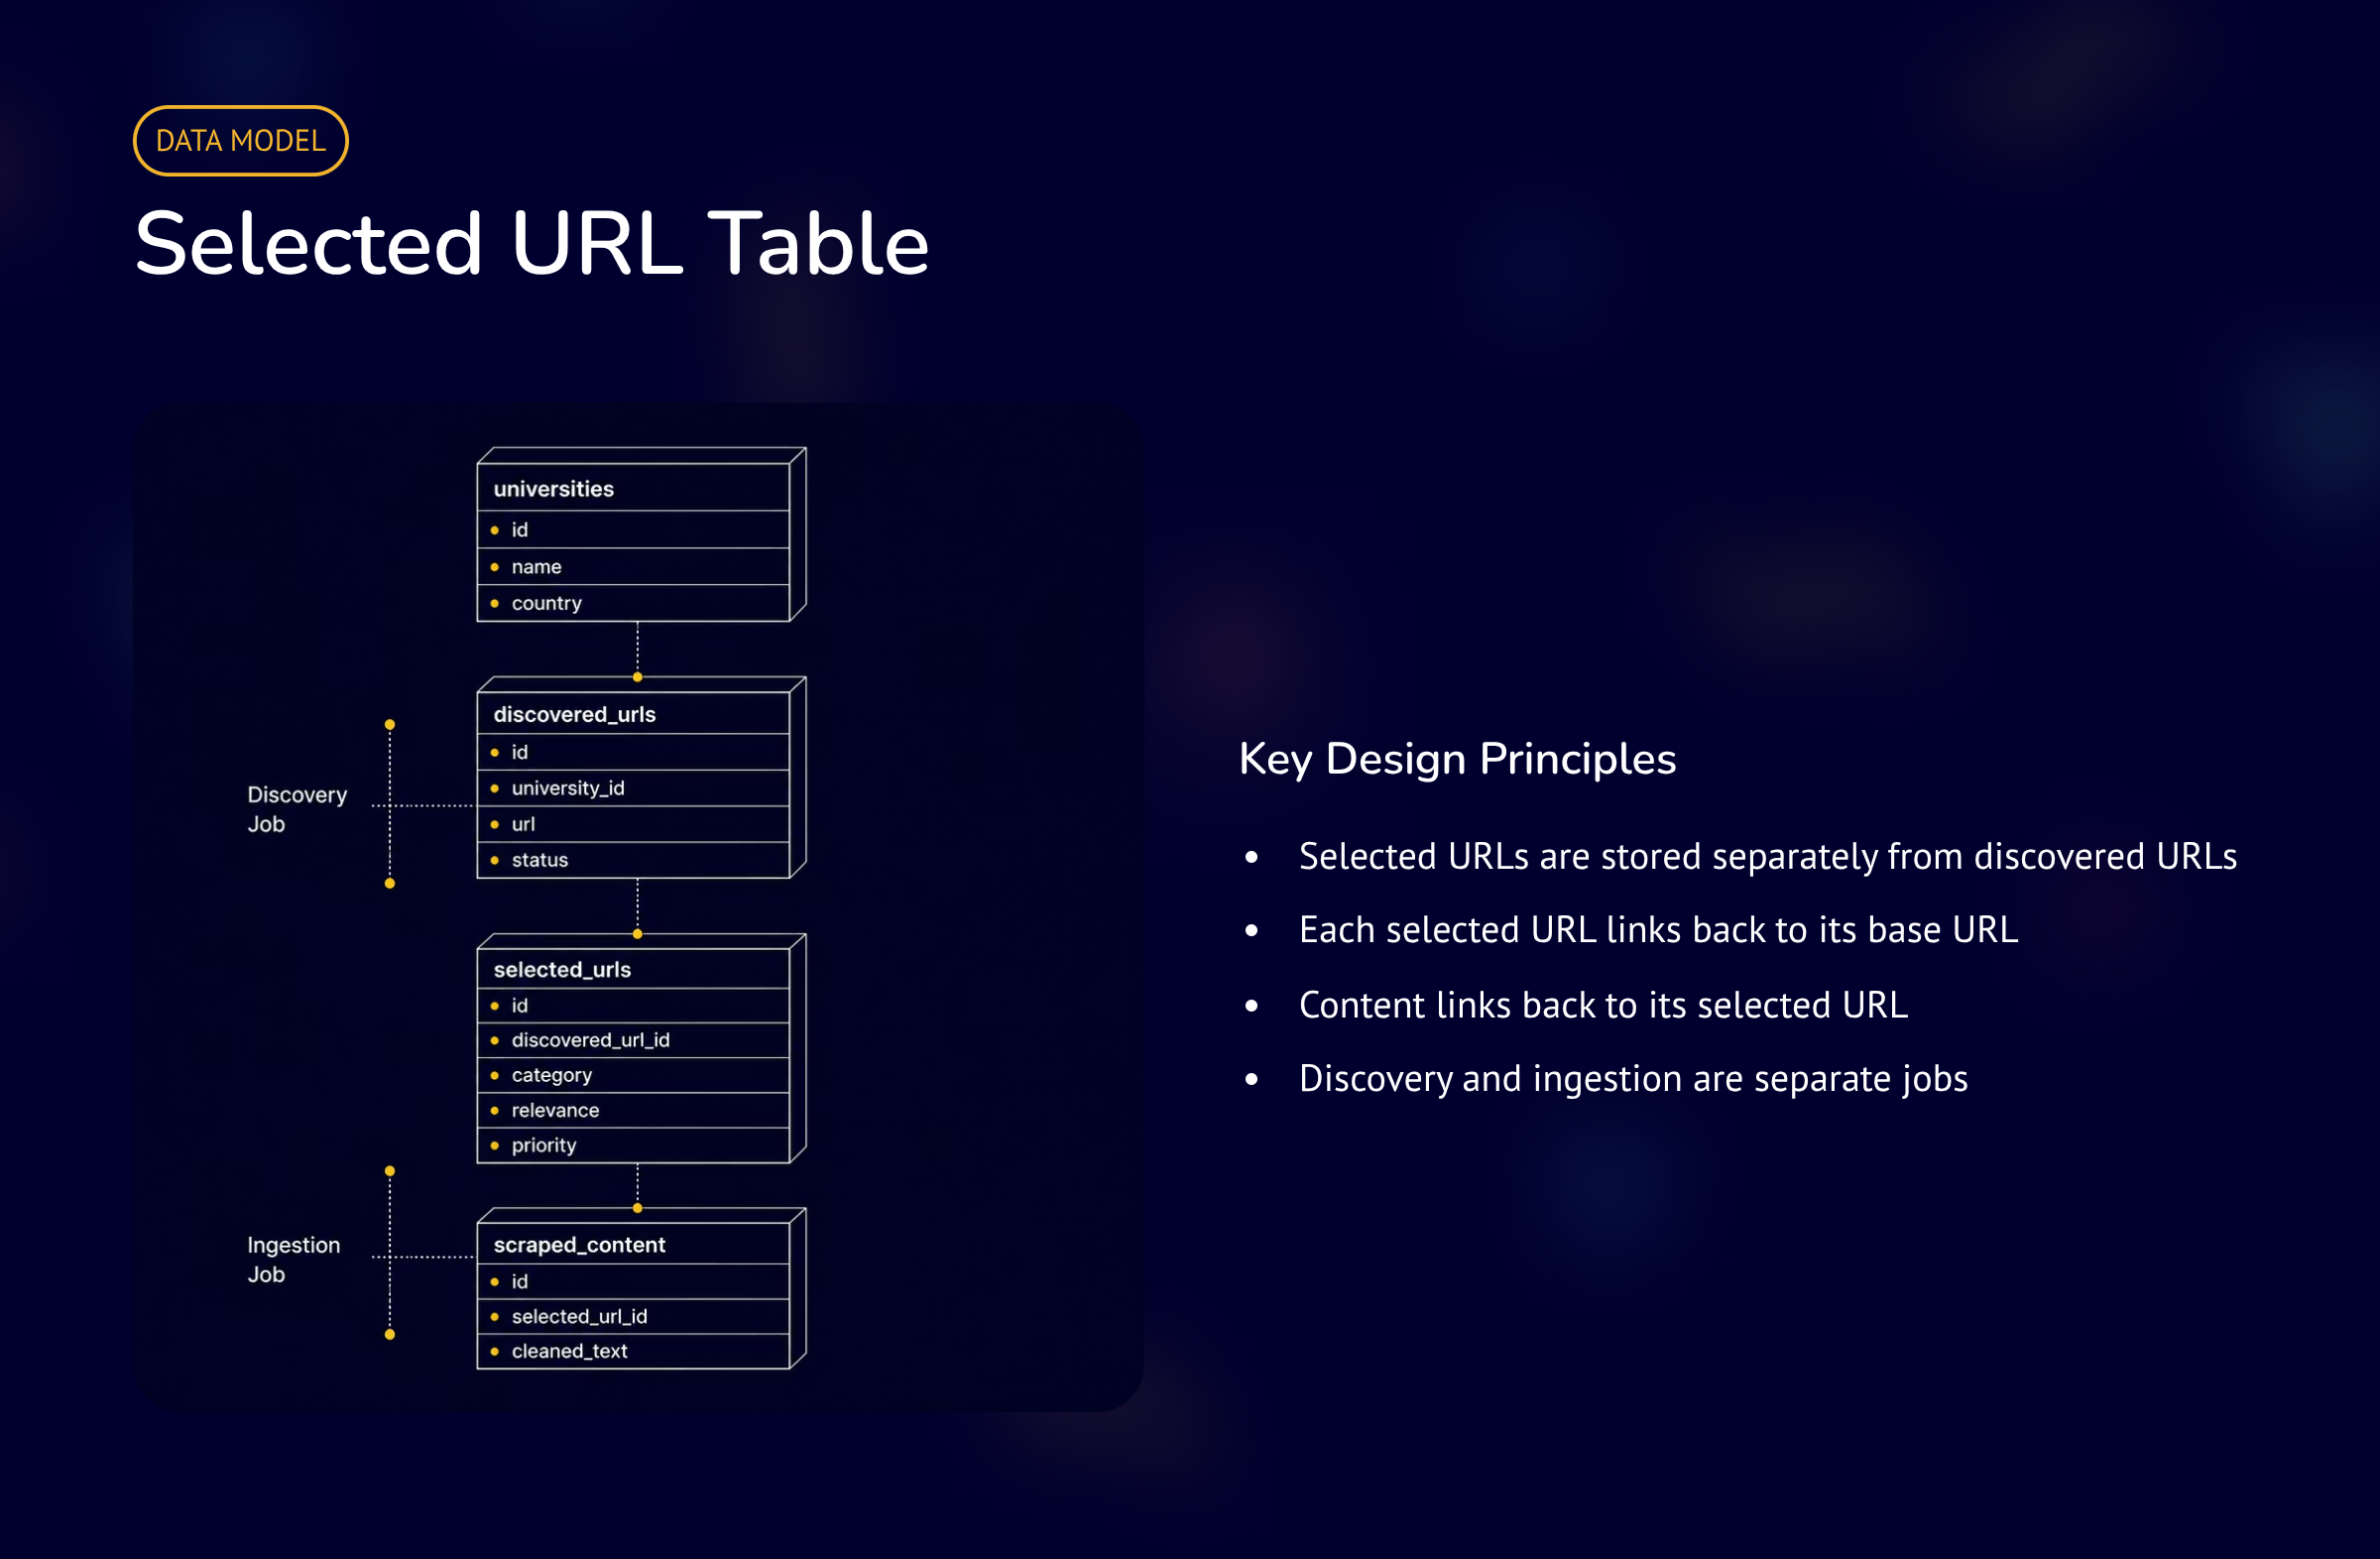 DATA MODEL
Selected URL Table
universities
id
name
country
discovered_urls
id
university_id
url
status
Discovery
Job
selected_urls
id
discovered_url_id
category
relevance
priority
Ingestion
Job
scraped_content
id
selected_url_id
cleaned_text
Key Design Principles
• Selected URLs are stored separately from discovered URLs
• Each selected URL links back to its base URL
• Content links back to its selected URL
• Discovery and ingestion are separate jobs